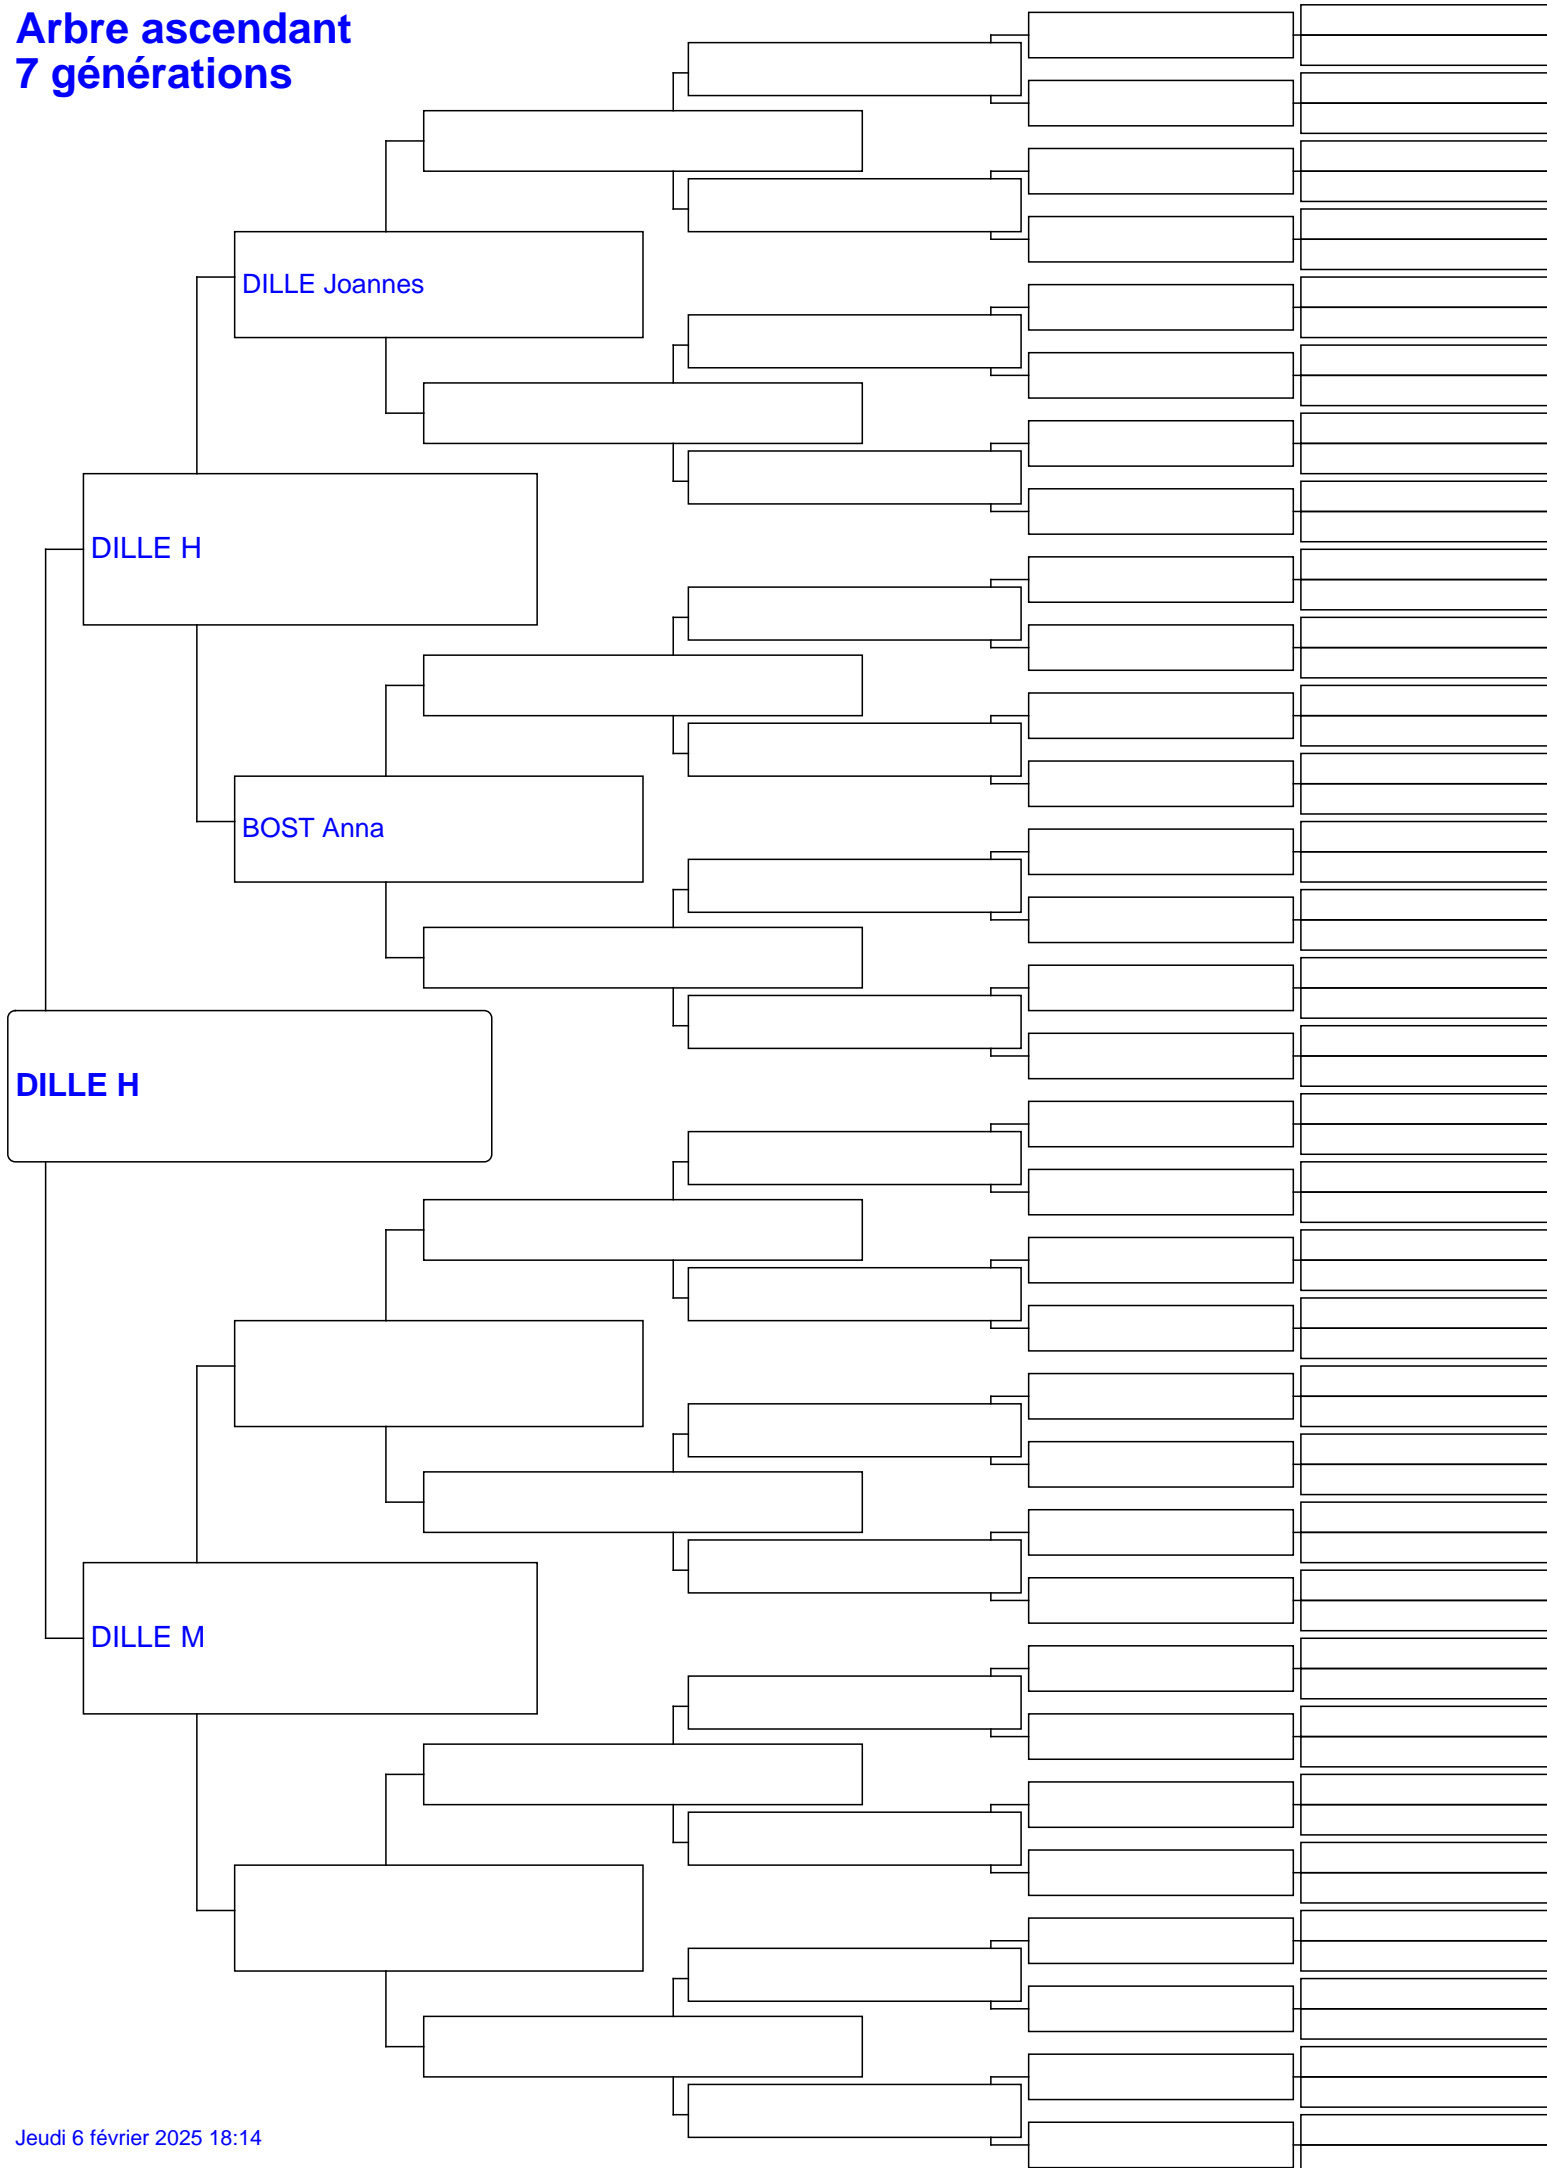 Arbre ascendant
7 générations
DILLE Joannes
DILLE H
BOST Anna
DILLE H
DILLE M
Jeudi 6 février 2025 18:14